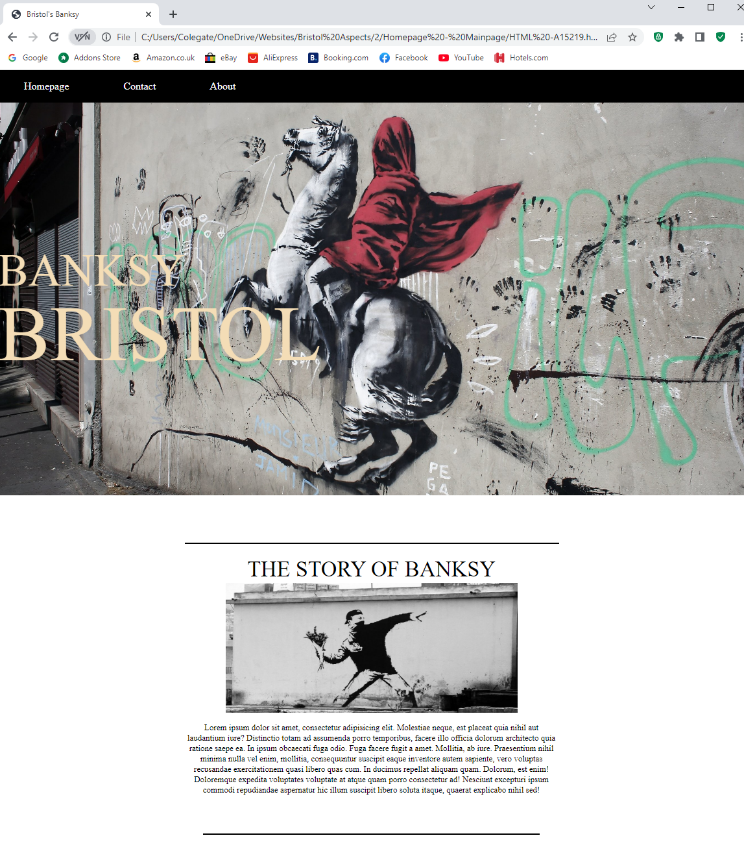 Bristol's Banksy
VPN
File
C:/Users/Colegate/OneDrive/Websites/Bristol%20Aspects/2/Homepage%20-%20Mainpage/HTML%20-A15219.h...
Google
Addons Store
Amazon.co.uk
eBay
AliExpress
Booking.com
Facebook
YouTube
Hotels.com
Homepage
Contact
About
BANKSY
BRISTOL
PE
GA
THE STORY OF BANKSY
Lorem ipsum dolor sit amet, consectetur adipisicing elit. Molestiae neque, est placeat quia nihil aut
laudantium iure? Distinctio totam ad assumenda porro temporibus, facere illo officia dolorum architecto quia
ratione saepe ea. In ipsum obcaecati fuga odio. Fuga facere fugit a amet. Mollitia, ab iure. Praesentium nihil
minima nulla vel enim, mollitia, consequuntur suscipit eaque inventore autem sapiente, vero voluptas
recusandae exercitationem quasi libero quas cum. In ducimus repellat aliquam quam. Dolorum, est enim!
Doloremque expedita voluptates voluptate at atque quam porro consectetur ad! Nesciunt excepturi ipsum
commodi repudiandae aspernatur hic illum suscipit libero soluta itaque, quaerat explicabo nihil sed!